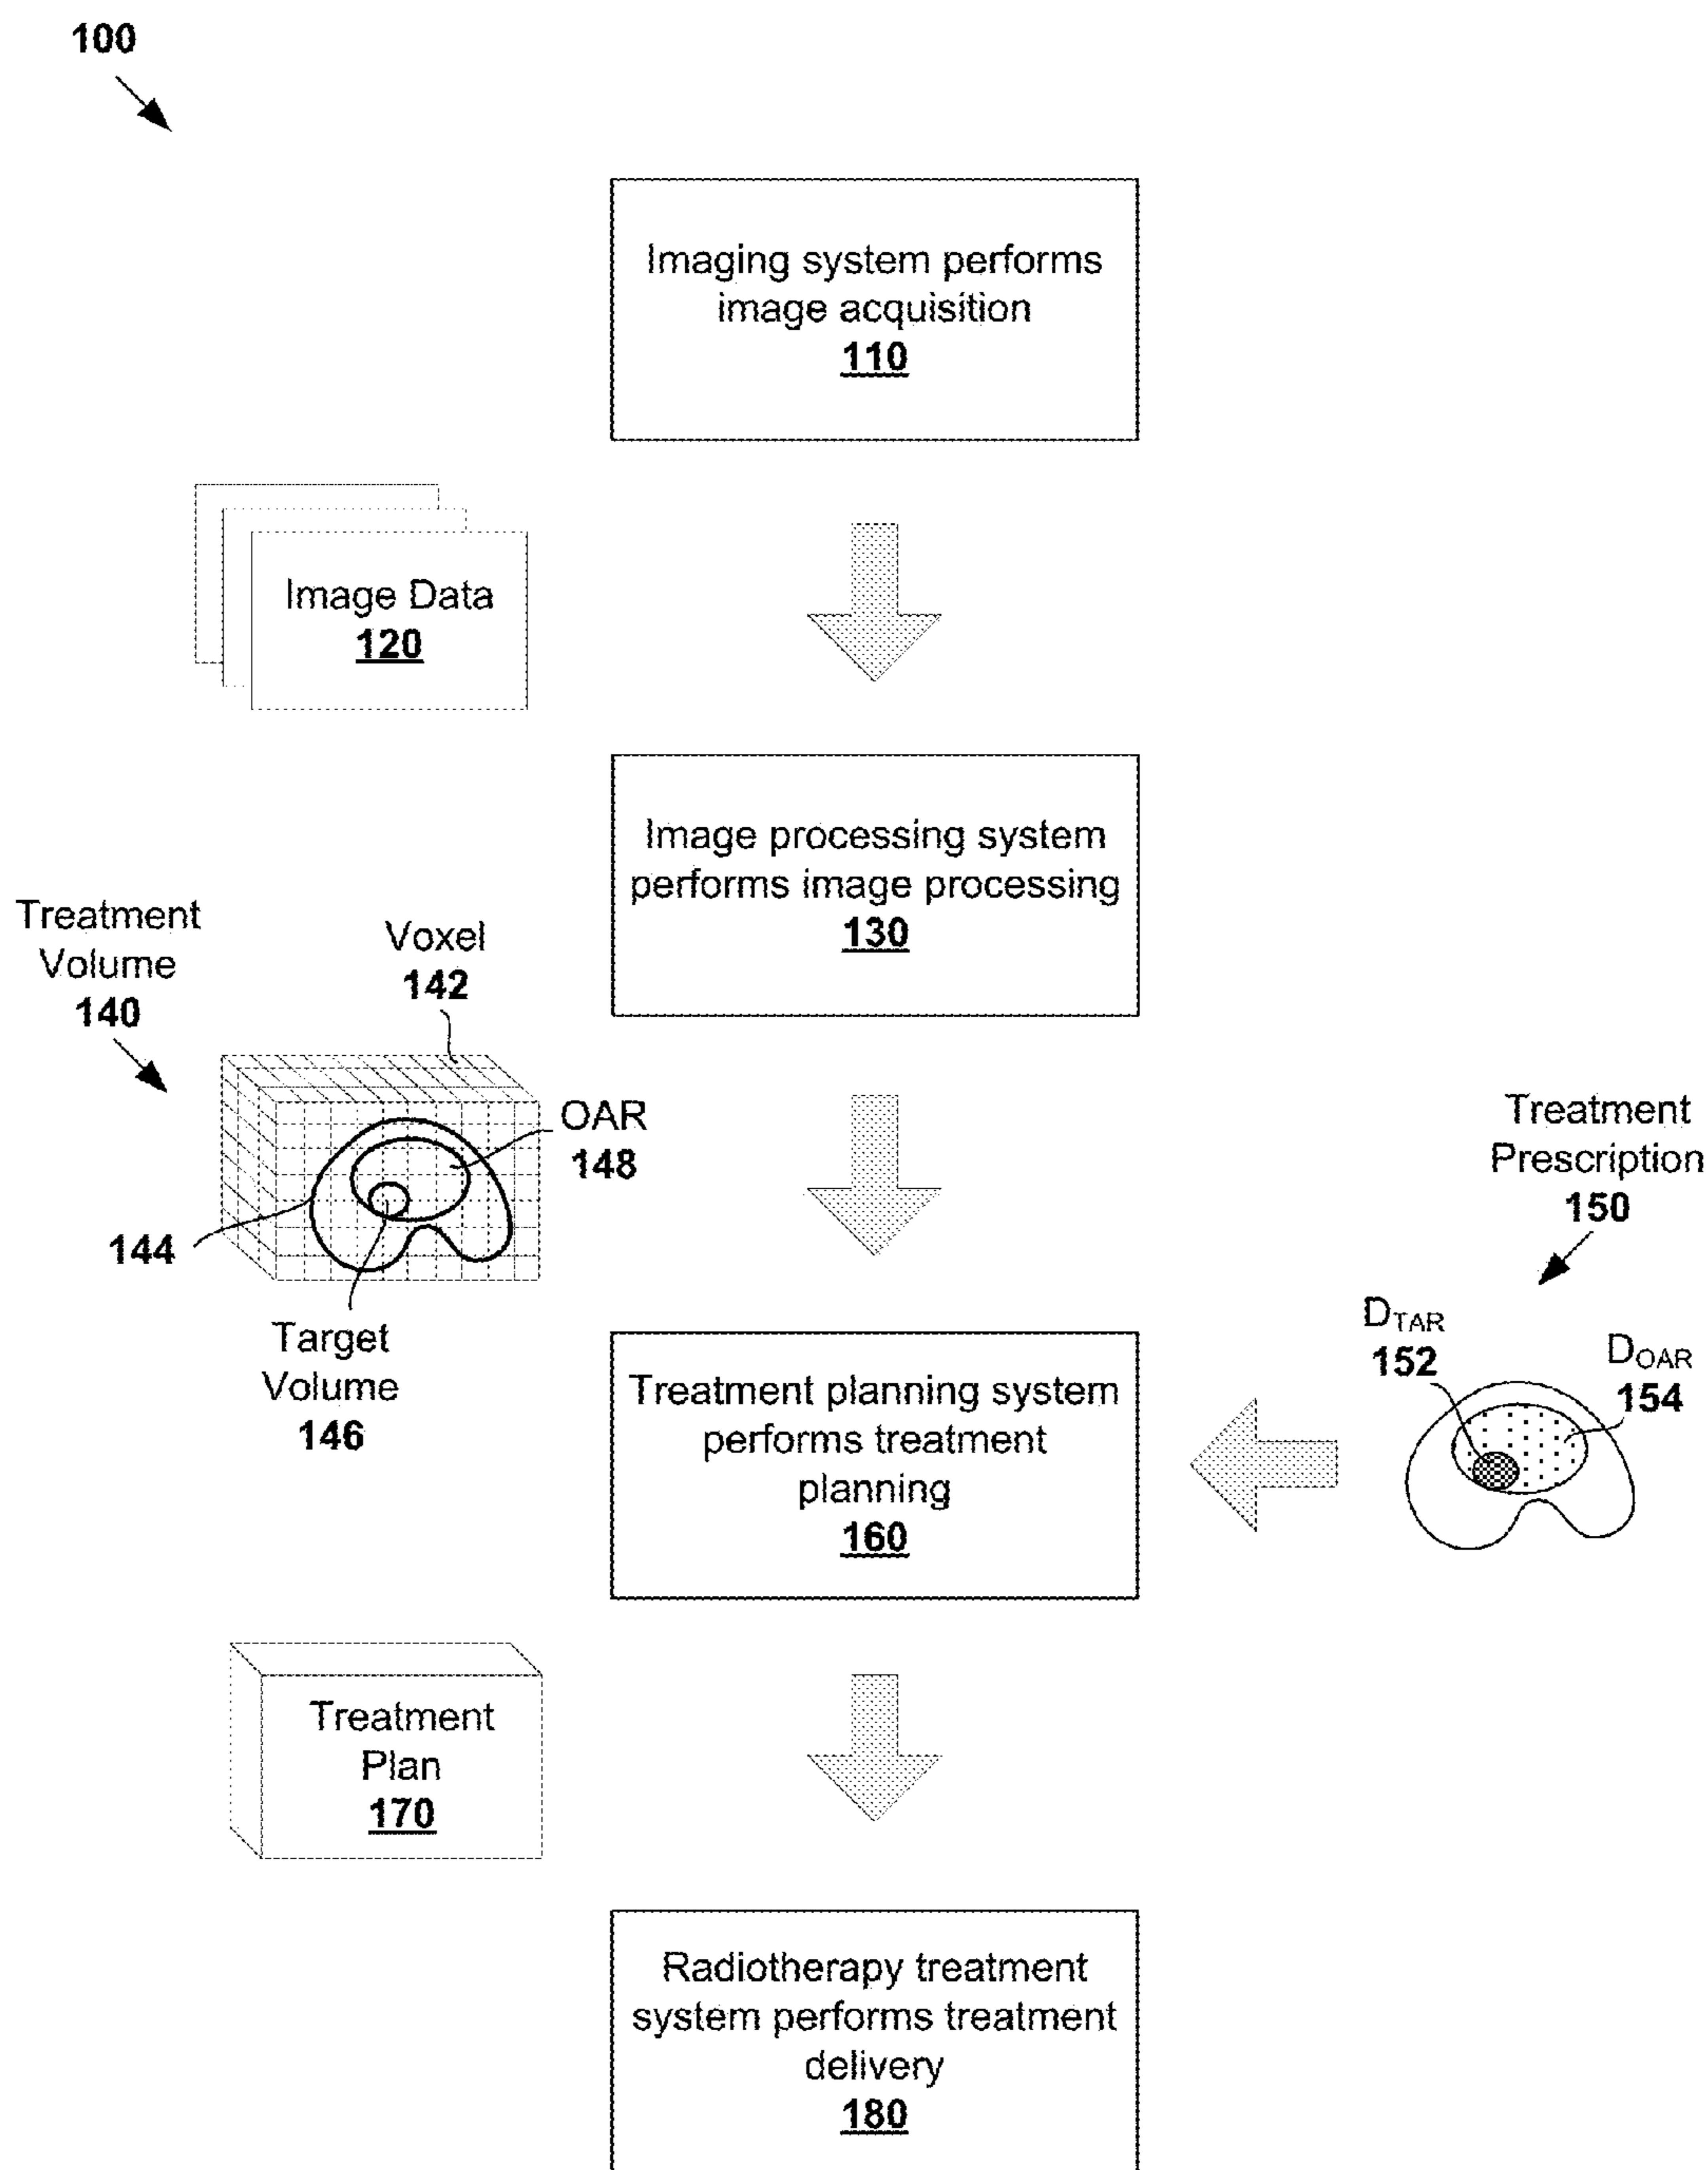 100
Imaging system performs
image acquisition
110
Image Data
120
Image processing system
performs image processing
130
Treatment
Volume
140
Voxel
142
OAR
148
144
Target
Volume
146
Treatment
Prescription
150
DTAR
152
DOAR
154
Treatment planning system
performs treatment
planning
160
Treatment
Plan
170
Radiotherapy treatment
system performs treatment
delivery
180